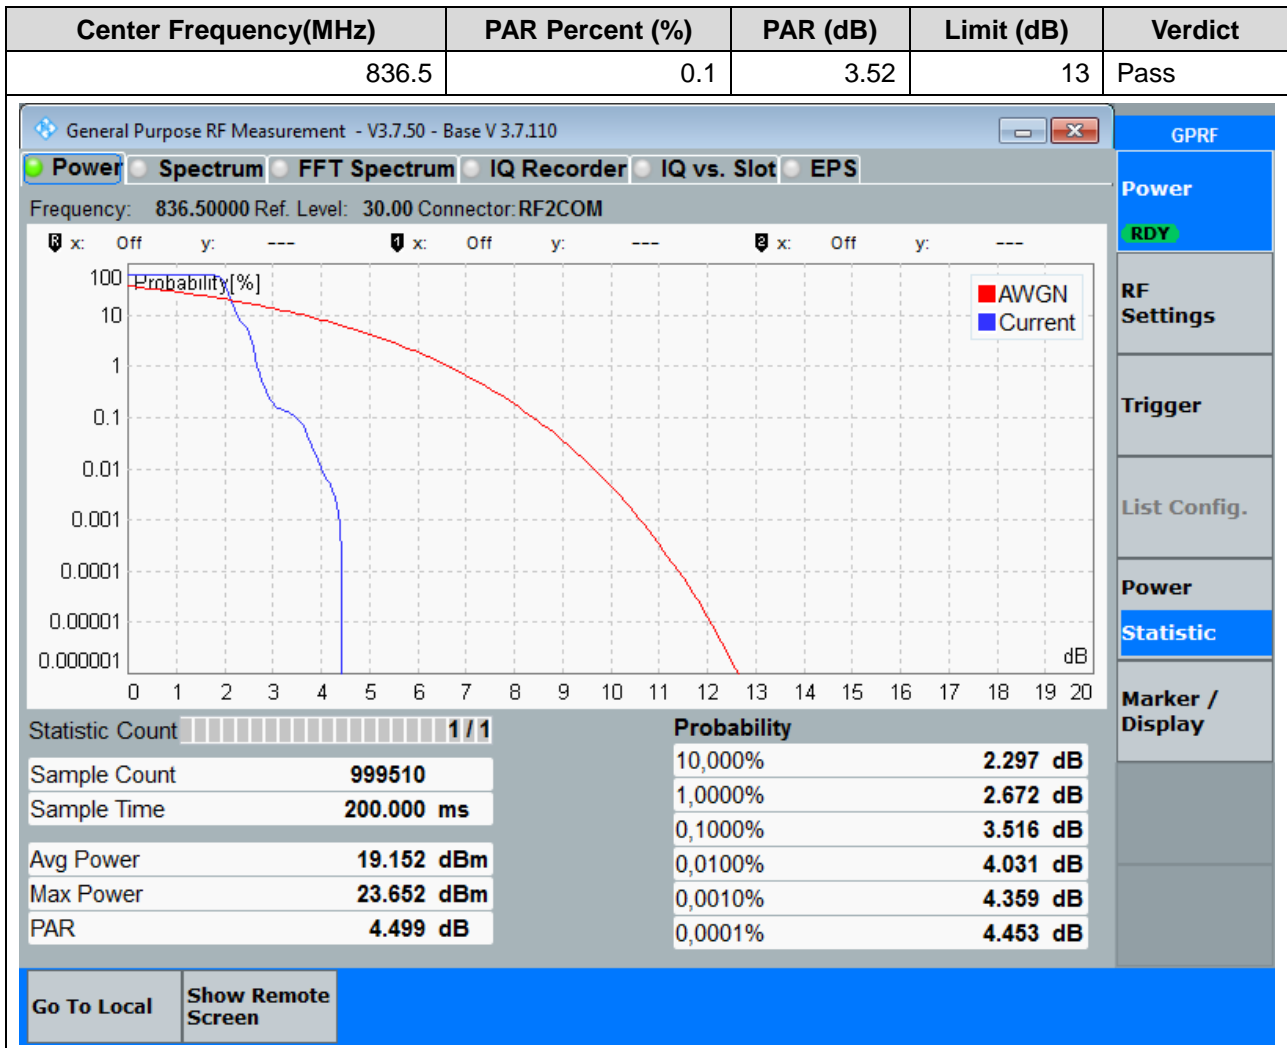 Center Frequency(MHz) PAR Percent (%) PAR (dB) Limit (dB) Verdict
836.5 0.1 3.52 13 Pass
General Purpose RF Measurement - V3.7.50 - Base V 3.7.110
GPRF
Power Spectrum FFT Spectrum IQ Recorder IQ vs. Slot EPS
Frequency: 836.50000 Ref. Level: 30.00 Connector: RF2COM
R x: Off y: --- 1 x: Off y: --- 2 x: Off y: ---
Probability[%]
AWGN
Current
100
10
1
0.1
0.01
0.001
0.0001
0.00001
0.000001
dB
0 1 2 3 4 5 6 7 8 9 10 11 12 13 14 15 16 17 18 19 20
Statistic Count 1 / 1
Sample Count 999510
Sample Time 200.000 ms
Avg Power 19.152 dBm
Max Power 23.652 dBm
PAR 4.499 dB
Probability
10,000% 2.297 dB
1,0000% 2.672 dB
0,1000% 3.516 dB
0,0100% 4.031 dB
0,0010% 4.359 dB
0,0001% 4.453 dB
Power
RDY
RF
Settings
Trigger
List Config.
Power
Statistic
Marker /
Display
Go To Local
Show Remote
Screen